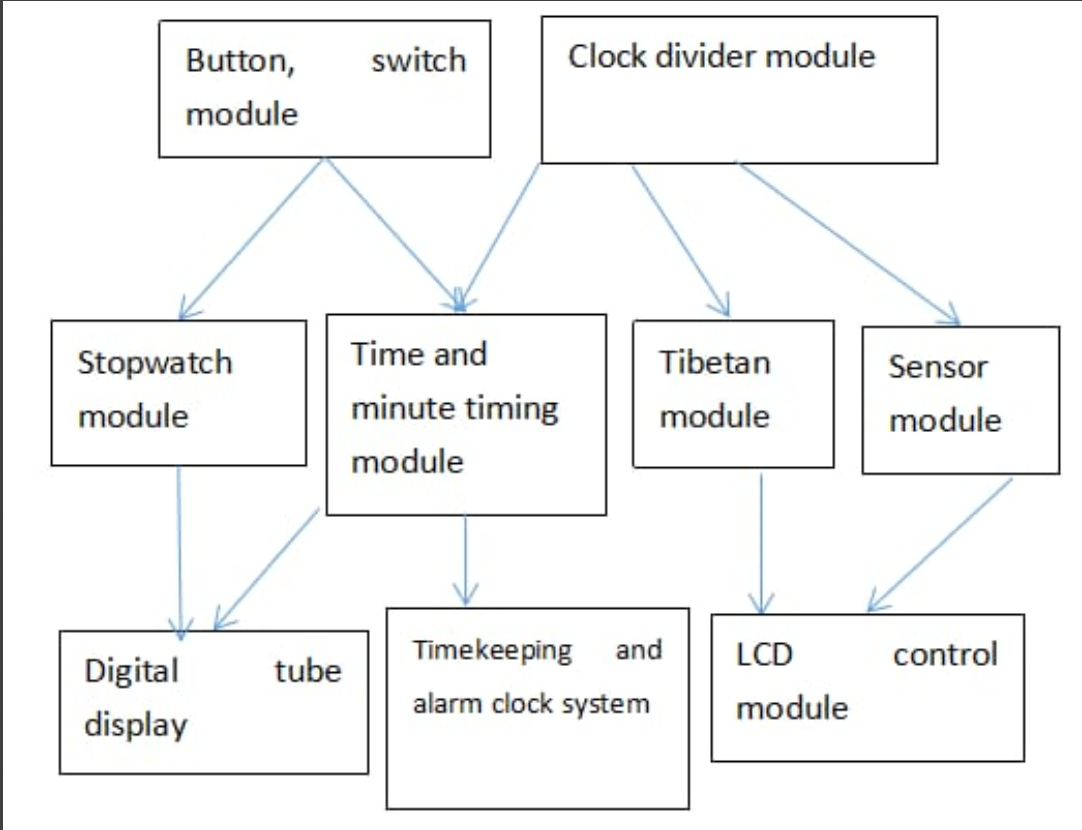 Button, switch
module
Clock divider module
Stopwatch
module
Time and
minute timing
module
Tibetan
module
Sensor
module
Digital tube
display
Timekeeping and
alarm clock system
LCD control
module